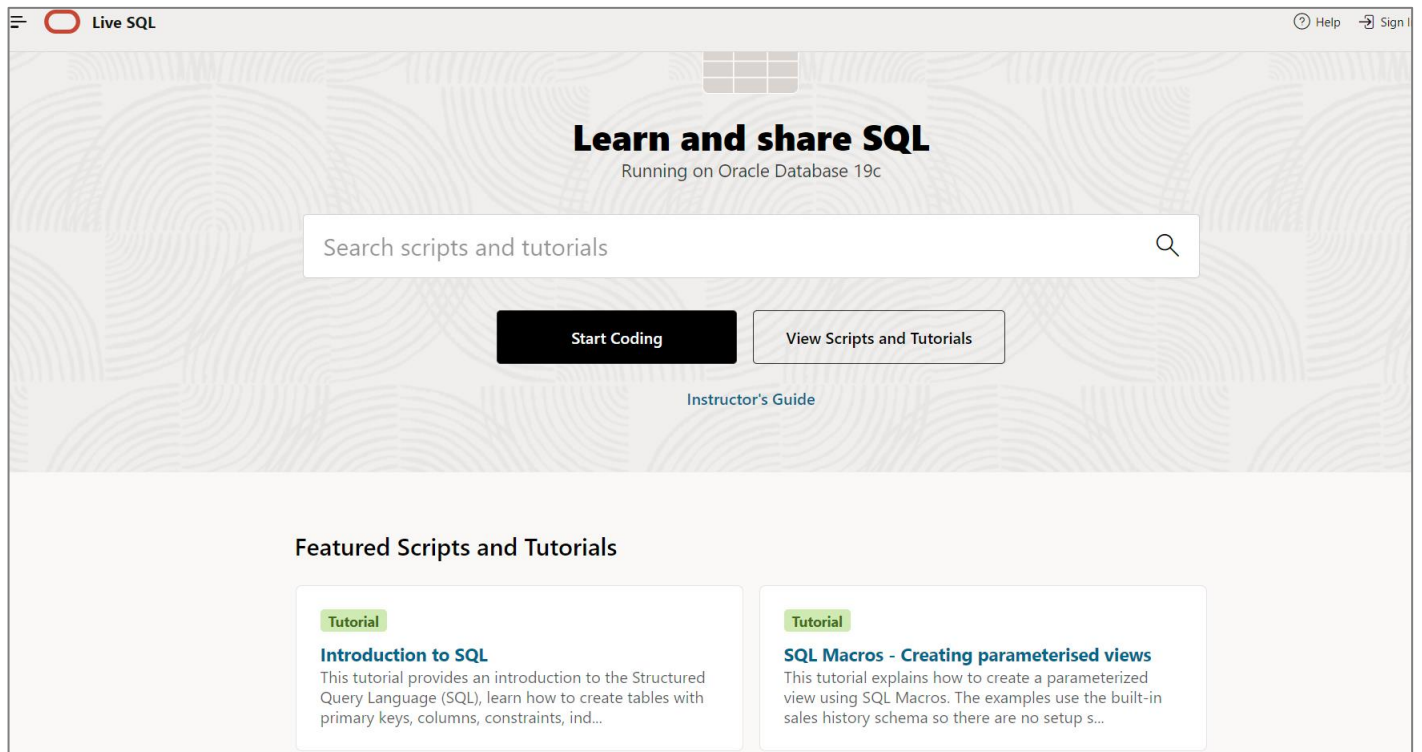 Live SQL
Help
Sign I
Learn and share SQL
Running on Oracle Database 19c
Search scripts and tutorials
Start Coding
View Scripts and Tutorials
Instructor's Guide
Featured Scripts and Tutorials
Tutorial
Introduction to SQL
This tutorial provides an introduction to the Structured
Query Language (SQL), learn how to create tables with
primary keys, columns, constraints, ind...
Tutorial
SQL Macros - Creating parameterised views
This tutorial explains how to create a parameterized
view using SQL Macros. The examples use the built-in
sales history schema so there are no setup s...